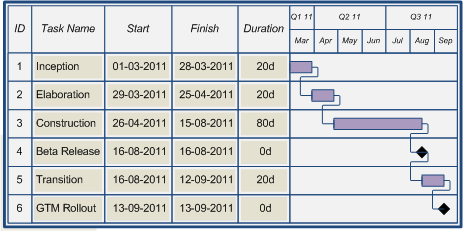 ID Task Name Start Finish Duration Q1 11 Q2 11 Q3 11
Mar Apr May Jun Jul Aug Sep
1 Inception 01-03-2011 28-03-2011 20d
2 Elaboration 29-03-2011 25-04-2011 20d
3 Construction 26-04-2011 15-08-2011 80d
4 Beta Release 16-08-2011 16-08-2011 0d
5 Transition 16-08-2011 12-09-2011 20d
6 GTM Rollout 13-09-2011 13-09-2011 0d